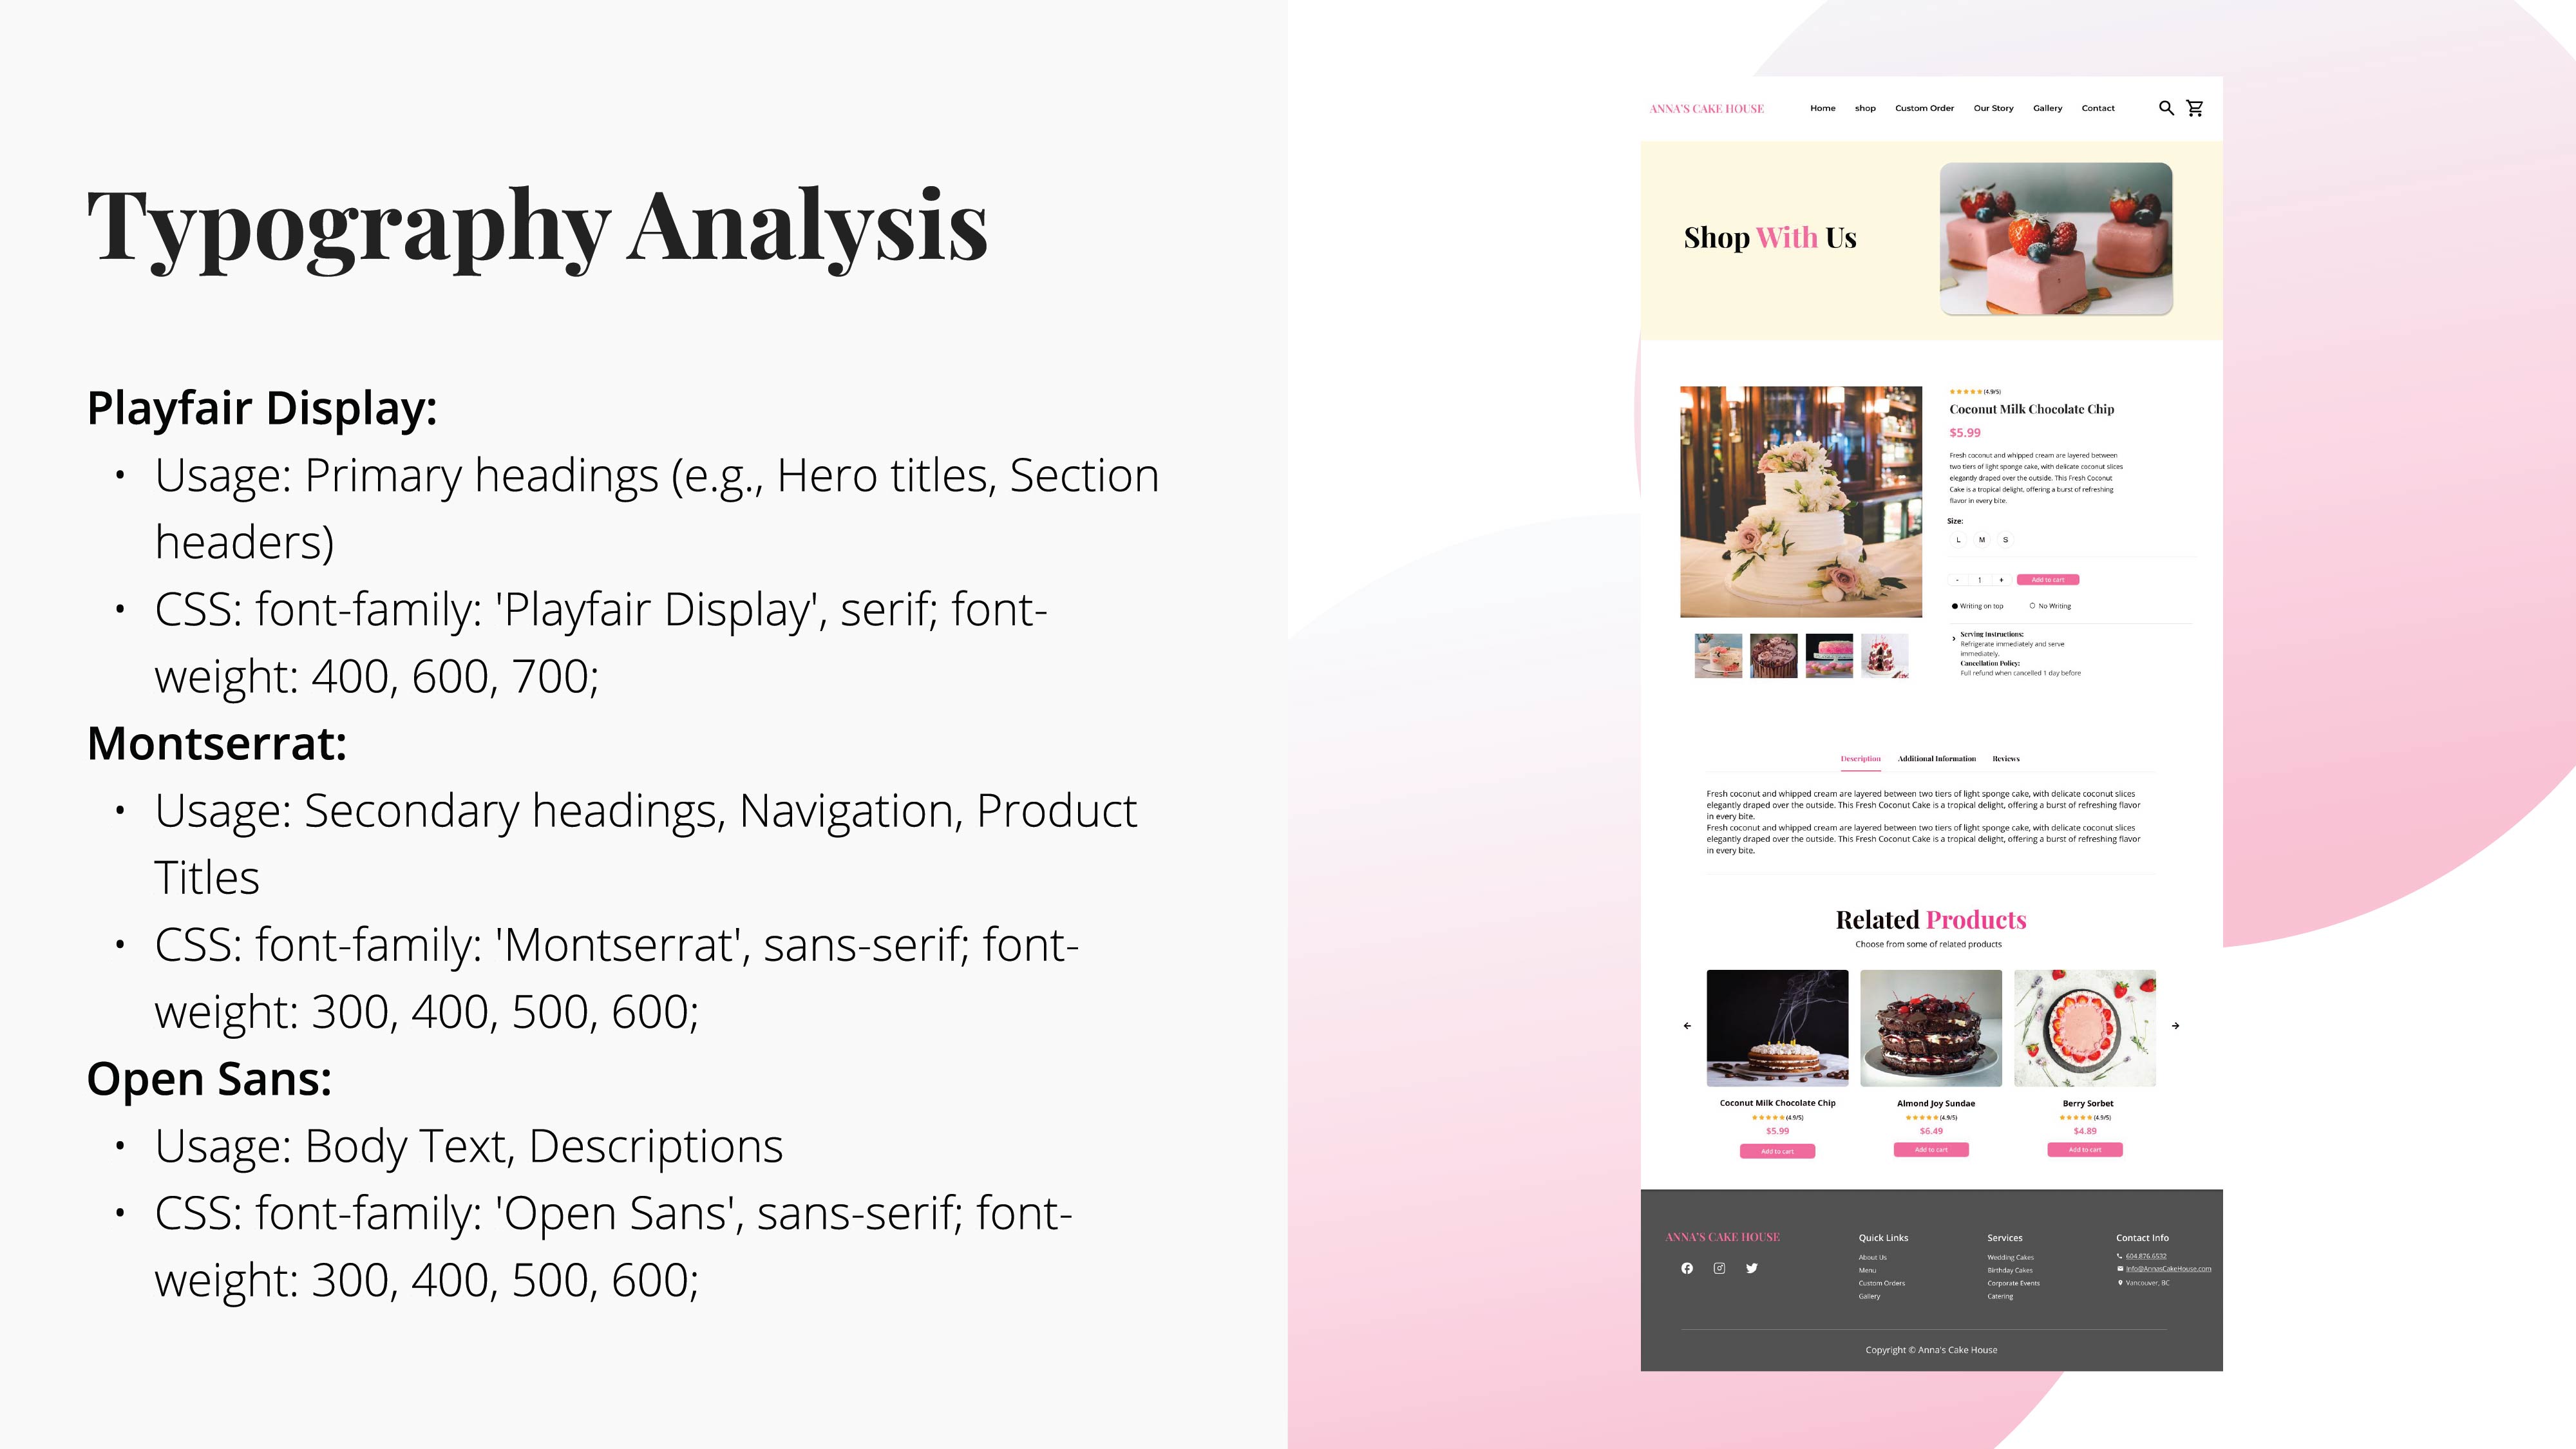 Typography Analysis
Playfair Display:
• Usage: Primary headings (e.g., Hero titles, Section
headers)
• CSS: font-family: 'Playfair Display', serif; font-
weight: 400, 600, 700;
Montserrat:
• Usage: Secondary headings, Navigation, Product
Titles
• CSS: font-family: 'Montserrat', sans-serif; font-
weight: 300, 400, 500, 600;
Open Sans:
• Usage: Body Text, Descriptions
• CSS: font-family: 'Open Sans', sans-serif; font-
weight: 300, 400, 500, 600;
ANNA'S CAKE HOUSE
Home shop Custom Order Our Story Gallery Contact
Shop With Us
(4.9/5)
Coconut Milk Chocolate Chip
$5.99
Fresh coconut and whipped cream are layered between
two tiers of light sponge cake, with delicate coconut slices
elegantly draped over the outside. This Fresh Coconut
Cake is a tropical delight, offering a burst of refreshing
flavor in every bite.
Size:
L M S
- 1 + Add to cart
Writing on top No Writing
Serving Instructions:
Refrigerate immediately and serve
immediately.
Cancellation Policy:
Full refund when cancelled 1 day before
Description Additional Information Reviews
Fresh coconut and whipped cream are layered between two tiers of light sponge cake, with delicate coconut slices
elegantly draped over the outside. This Fresh Coconut Cake is a tropical delight, offering a burst of refreshing flavor
in every bite.
Fresh coconut and whipped cream are layered between two tiers of light sponge cake, with delicate coconut slices
elegantly draped over the outside. This Fresh Coconut Cake is a tropical delight, offering a burst of refreshing flavor
in every bite.
Related Products
Choose from some of related products
Coconut Milk Chocolate Chip
(4.9/5)
$5.99
Add to cart
Almond Joy Sundae
(4.9/5)
$6.49
Add to cart
Berry Sorbet
(4.9/5)
$4.89
Add to cart
ANNA'S CAKE HOUSE
Quick Links
About Us
Menu
Custom Orders
Gallery
Services
Wedding Cakes
Birthday Cakes
Corporate Events
Catering
Contact Info
604.876.6532
Info@AnnasCakeHouse.com
Vancouver, BC
Copyright © Anna's Cake House